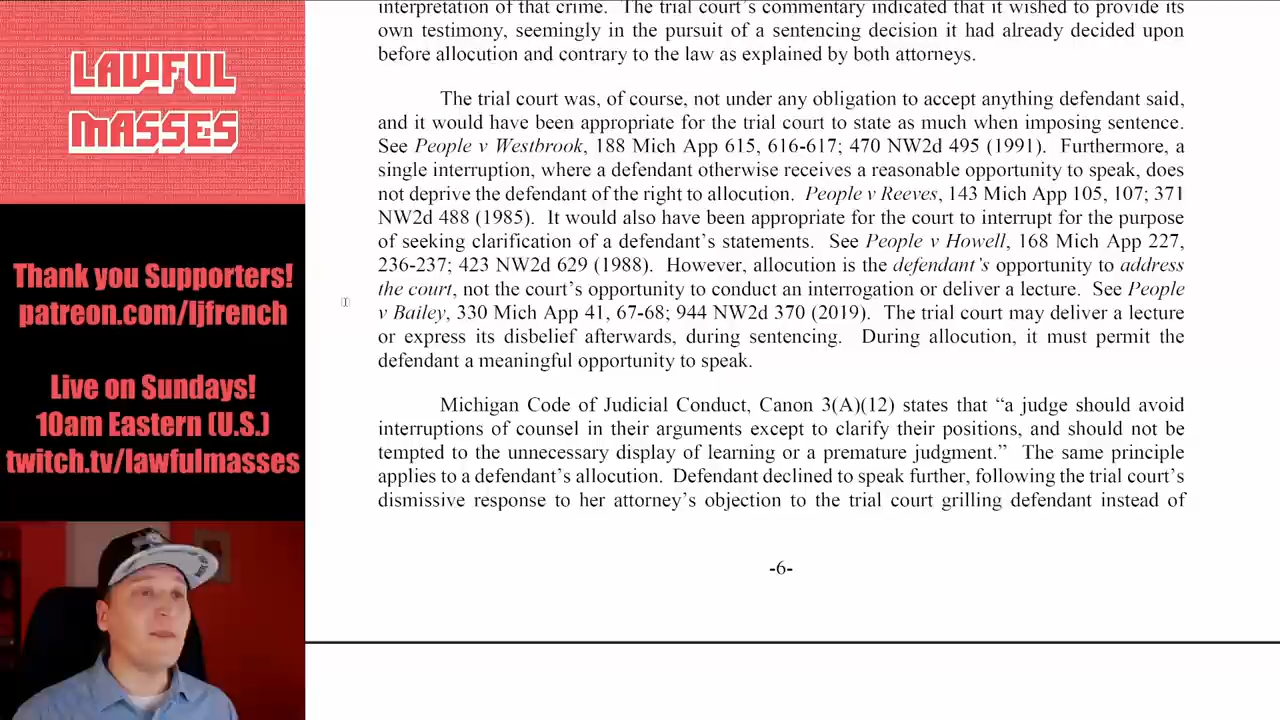 LAWFUL
MASSES
Thank you Supporters!
patreon.com/ljfrench
Live on Sundays!
10am Eastern (U.S.)
twitch.tv/lawfulmasses
interpretation of that crime. The trial court's commentary indicated that it wished to provide its
own testimony, seemingly in the pursuit of a sentencing decision it had already decided upon
before allocution and contrary to the law as explained by both attorneys.
The trial court was, of course, not under any obligation to accept anything defendant said,
and it would have been appropriate for the trial court to state as much when imposing sentence.
See People v Westbrook, 188 Mich App 615, 616-617; 470 NW2d 495 (1991). Furthermore, a
single interruption, where a defendant otherwise receives a reasonable opportunity to speak, does
not deprive the defendant of the right to allocution. People v Reeves, 143 Mich App 105, 107; 371
NW2d 488 (1985). It would also have been appropriate for the court to interrupt for the purpose
of seeking clarification of a defendant's statements. See People v Howell, 168 Mich App 227,
236-237; 423 NW2d 629 (1988). However, allocution is the defendant's opportunity to address
the court, not the court's opportunity to conduct an interrogation or deliver a lecture. See People
v Bailey, 330 Mich App 41, 67-68; 944 NW2d 370 (2019). The trial court may deliver a lecture
or express its disbelief afterwards, during sentencing. During allocution, it must permit the
defendant a meaningful opportunity to speak.
Michigan Code of Judicial Conduct, Canon 3(A)(12) states that “a judge should avoid
interruptions of counsel in their arguments except to clarify their positions, and should not be
tempted to the unnecessary display of learning or a premature judgment.” The same principle
applies to a defendant's allocution. Defendant declined to speak further, following the trial court's
dismissive response to her attorney's objection to the trial court grilling defendant instead of
-6-